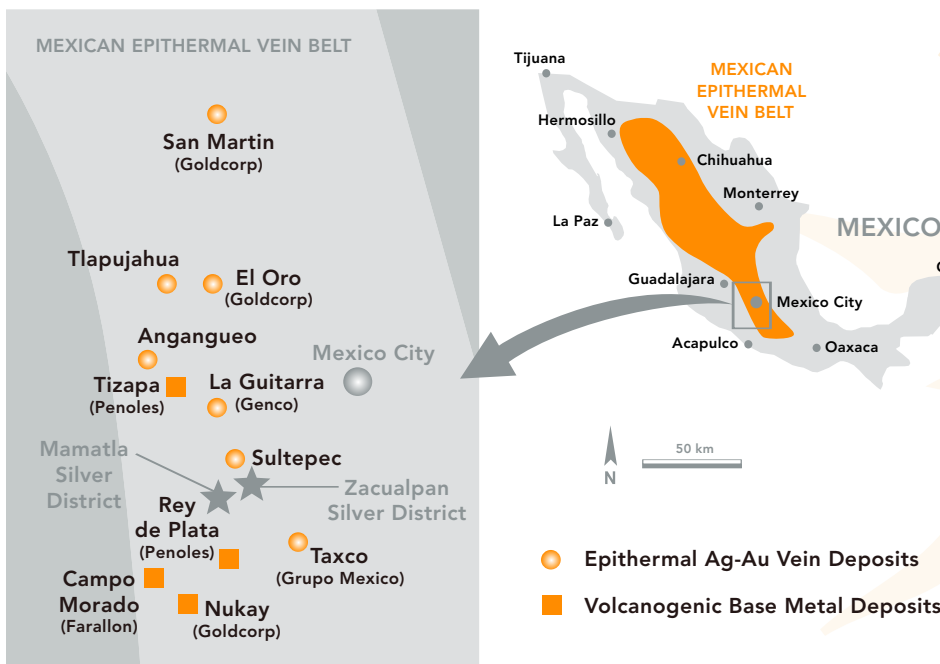 MEXICAN EPITHERMAL VEIN BELT
San Martin
(Goldcorp)
Tlapujahua
El Oro
(Goldcorp)
Angangueo
Mexico City
Tizapa
(Penoles)
La Guitarra
(Genco)
Mamatla
Silver
District
Sultepec
Zacualpan
Silver District
Rey
de Plata
(Penoles)
Taxco
(Grupo Mexico)
Campo
Morado
(Farallon)
Nukay
(Goldcorp)
Tijuana
MEXICAN
EPITHERMAL
VEIN BELT
Hermosillo
Chihuahua
Monterrey
La Paz
MEXICO
Guadalajara
Mexico City
Acapulco
Oaxaca
N
50 km
Epithermal Ag-Au Vein Deposits
Volcanogenic Base Metal Deposits